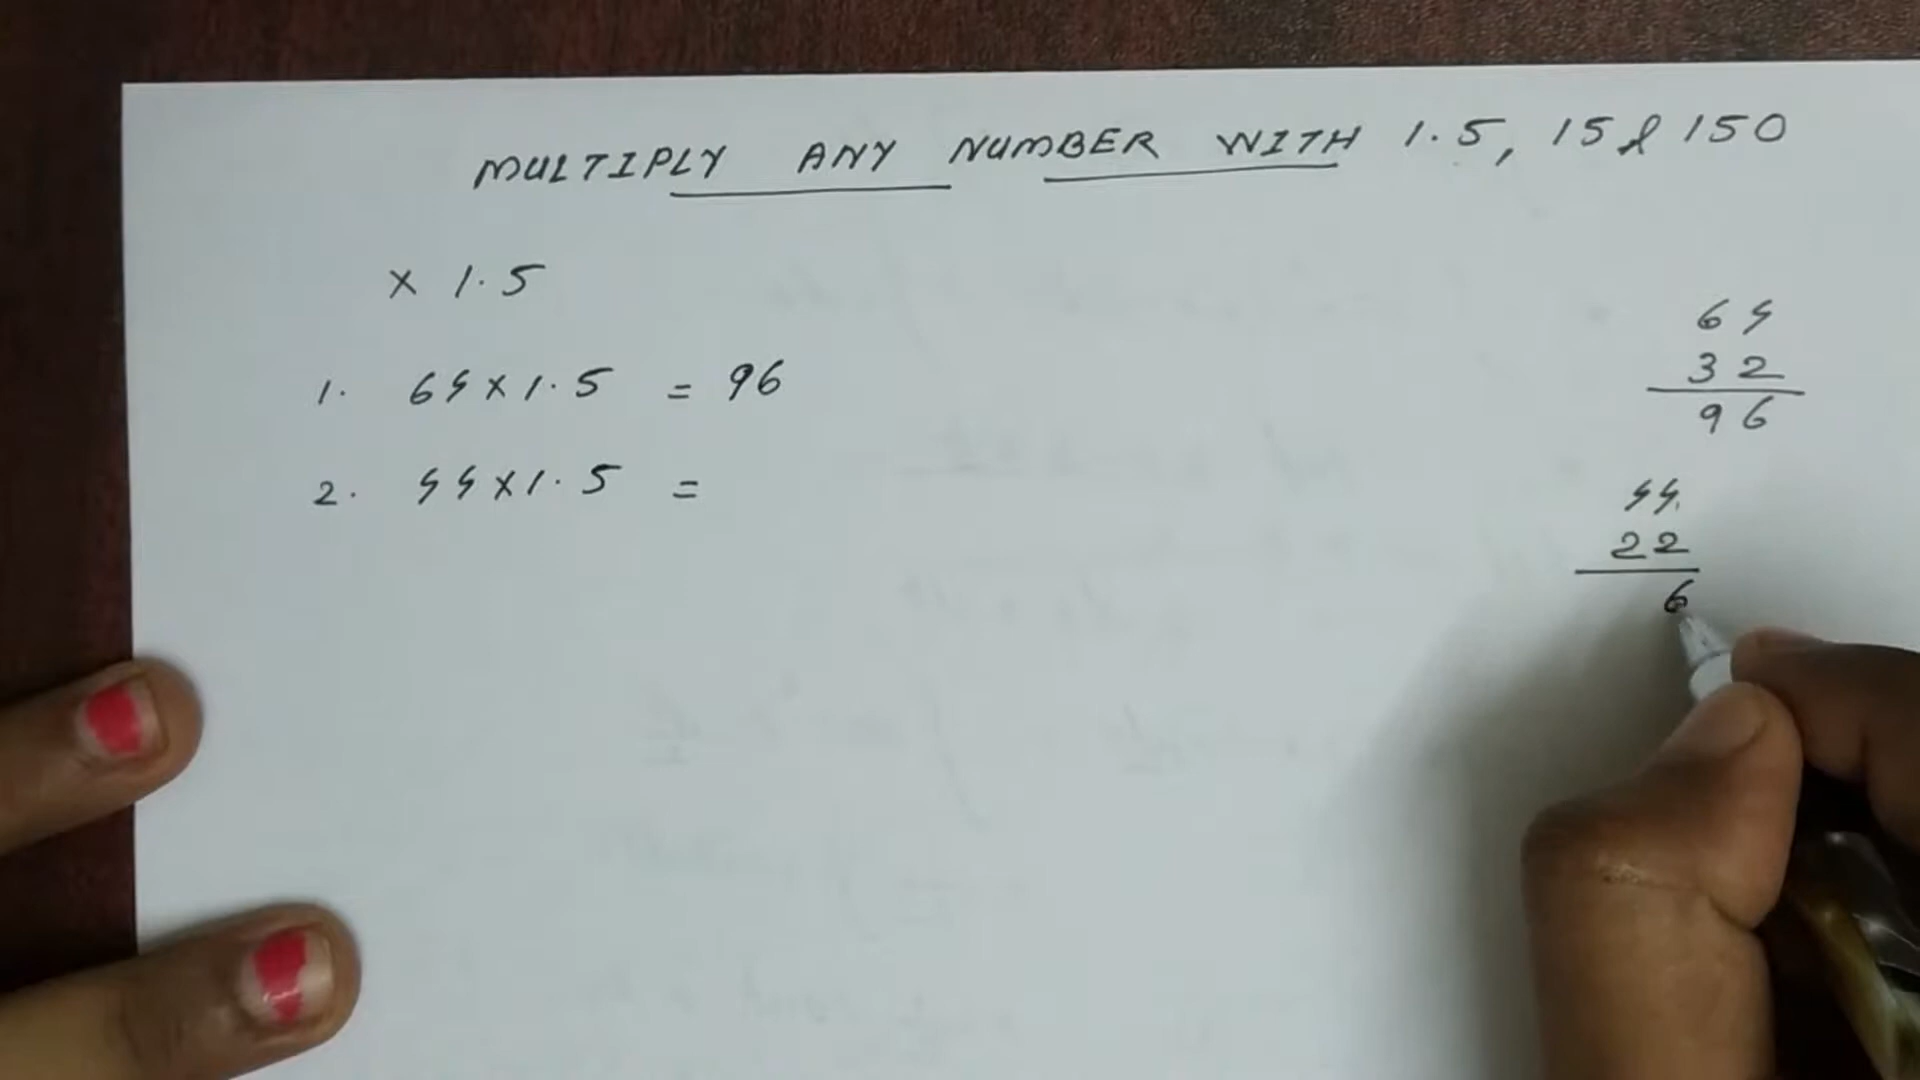 MULTIPLY ANY NUMBER WITH 1.5, 15 & 150
× 1.5
1. 64 × 1.5 = 96
2. 44 × 1.5 =
64
32
96
44
22
6